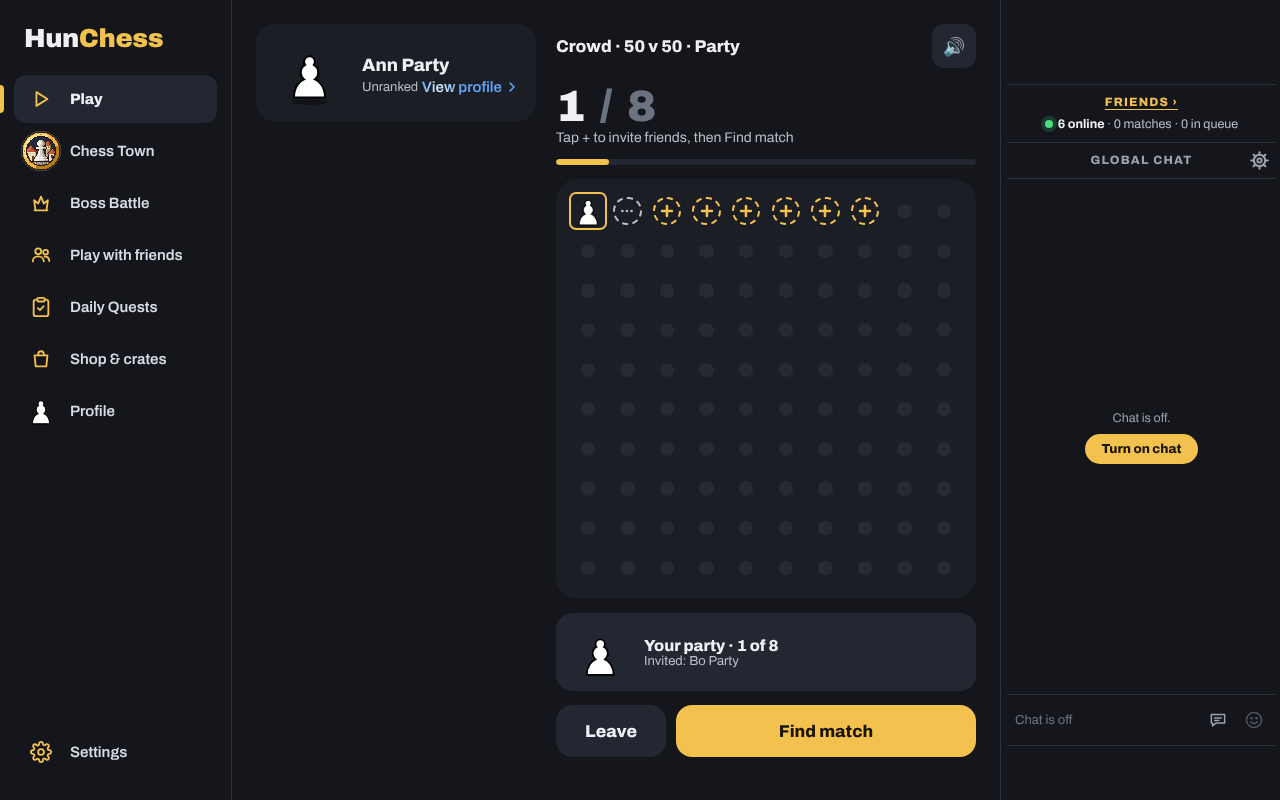 HunChess
Play
Chess Town
Boss Battle
Play with friends
Daily Quests
Shop & crates
Profile
Settings
Ann Party
Unranked View profile ›
Crowd · 50 v 50 · Party
1 / 8
Tap + to invite friends, then Find match
Your party · 1 of 8
Invited: Bo Party
Leave
Find match
FRIENDS ›
6 online · 0 matches · 0 in queue
GLOBAL CHAT
Chat is off.
Turn on chat
Chat is off